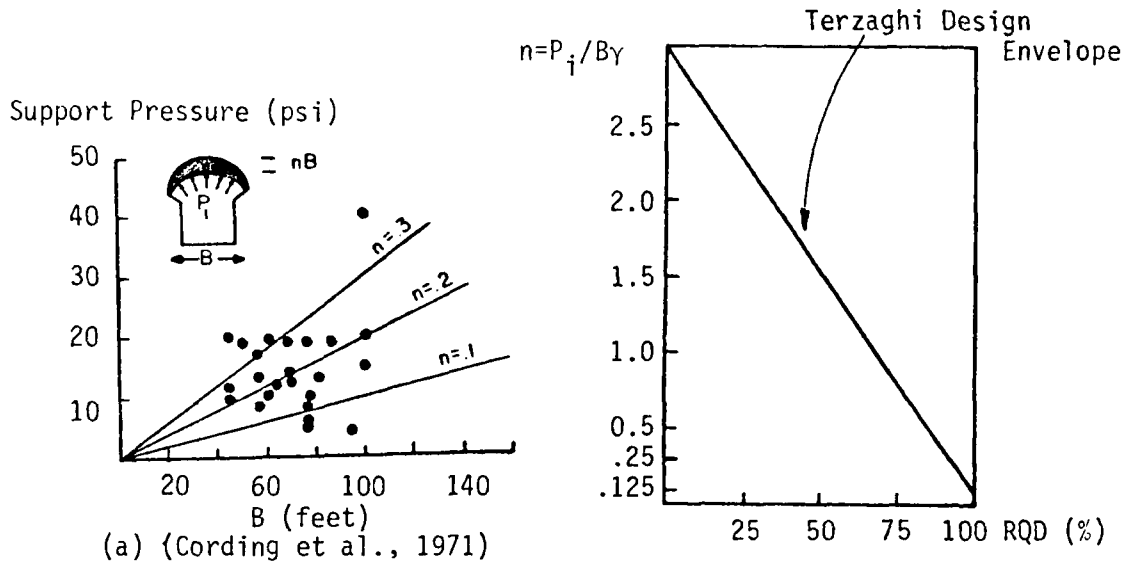 Support Pressure (psi)
50
40
30
20
10
nB
Pi
B
n=.3
n=.2
n=.1
20 60 100 140
B (feet)
(a) (Cording et al., 1971)
Terzaghi Design
Envelope
n=Pi/Bγ
2.5
2.0
1.5
1.0
0.5
.25
.125
25 50 75 100 RQD (%)